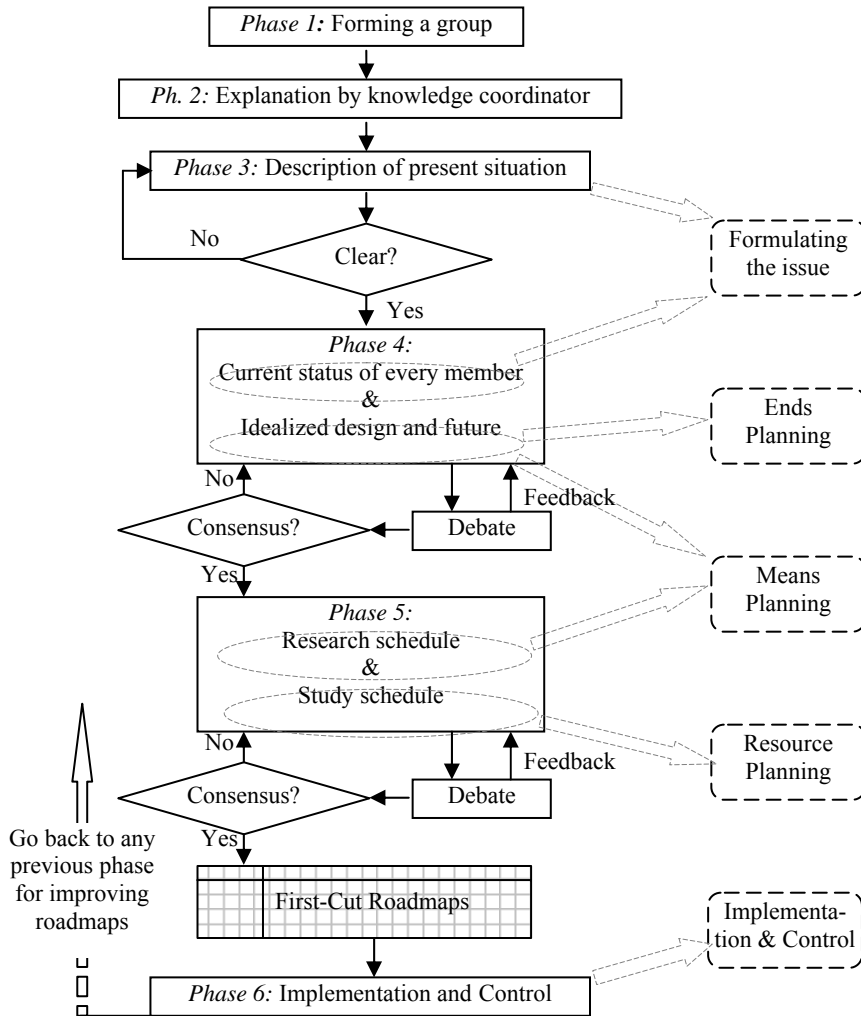 Phase 1: Forming a group
Ph. 2: Explanation by knowledge coordinator
Phase 3: Description of present situation
No
Clear?
Yes
Formulating
the issue
Phase 4:
Current status of every member
&
Idealized design and future
Ends
Planning
No
Feedback
Consensus?
Debate
Yes
Means
Planning
Phase 5:
Research schedule
&
Study schedule
Resource
Planning
No
Feedback
Consensus?
Debate
Yes
Go back to any
previous phase
for improving
roadmaps
First-Cut Roadmaps
Implementa-
tion & Control
Phase 6: Implementation and Control